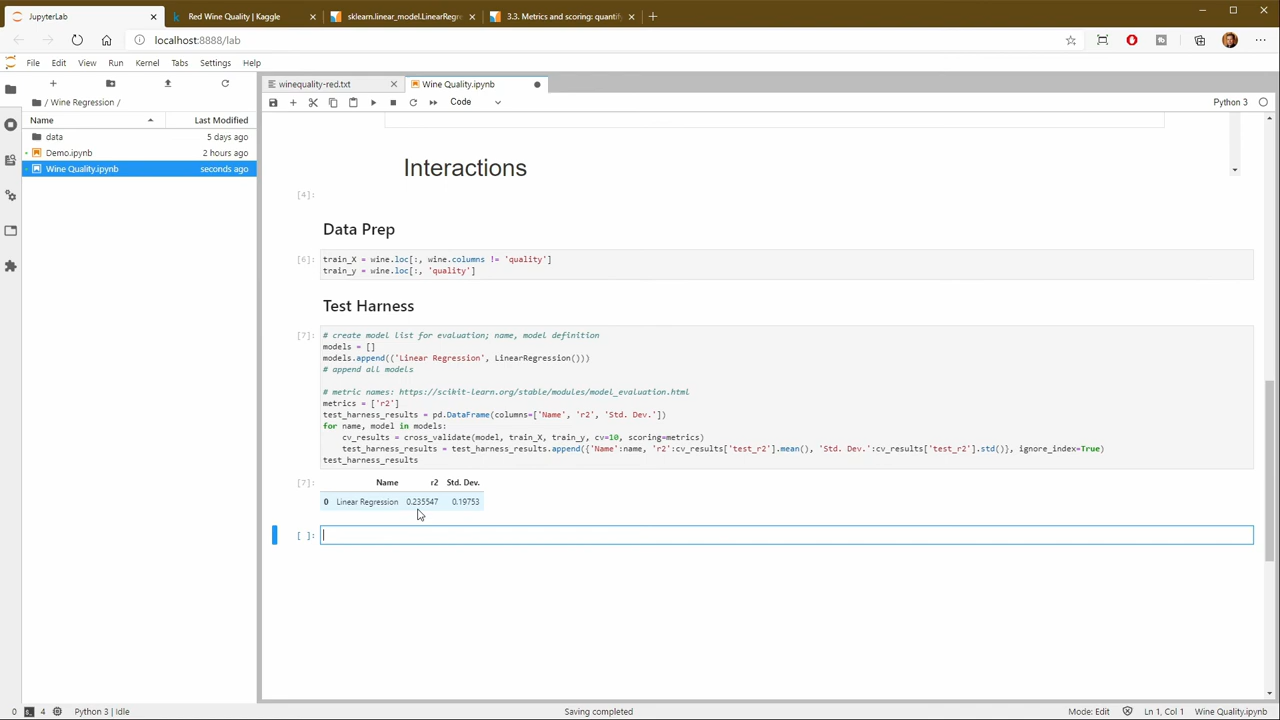 JupyterLab
Red Wine Quality | Kaggle
sklearn.linear_model.LinearRegre
3.3. Metrics and scoring: quantif
localhost:8888/lab
File Edit View Run Kernel Tabs Settings Help
/ Wine Regression /
Name Last Modified
data 5 days ago
Demo.ipynb 2 hours ago
Wine Quality.ipynb seconds ago
winequality-red.txt
Wine Quality.ipynb
Code
Python 3
Interactions
[4]:
Data Prep
[6]:
train_X = wine.loc[:, wine.columns != 'quality']
train_y = wine.loc[:, 'quality']
Test Harness
[7]:
# create model list for evaluation; name, model definition
models = []
models.append(('Linear Regression', LinearRegression()))
# append all models
# metric names: https://scikit-learn.org/stable/modules/model_evaluation.html
metrics = ['r2']
test_harness_results = pd.DataFrame(columns=['Name', 'r2', 'Std. Dev.'])
for name, model in models:
cv_results = cross_validate(model, train_X, train_y, cv=10, scoring=metrics)
test_harness_results = test_harness_results.append({'Name':name, 'r2':cv_results['test_r2'].mean(), 'Std. Dev.':cv_results['test_r2'].std()}, ignore_index=True)
test_harness_results
[7]:
Name r2 Std. Dev.
0 Linear Regression 0.235547 0.19753
[ ]:
0 4 Python 3 | Idle
Saving completed
Mode: Edit
Ln 1, Col 1
Wine Quality.ipynb